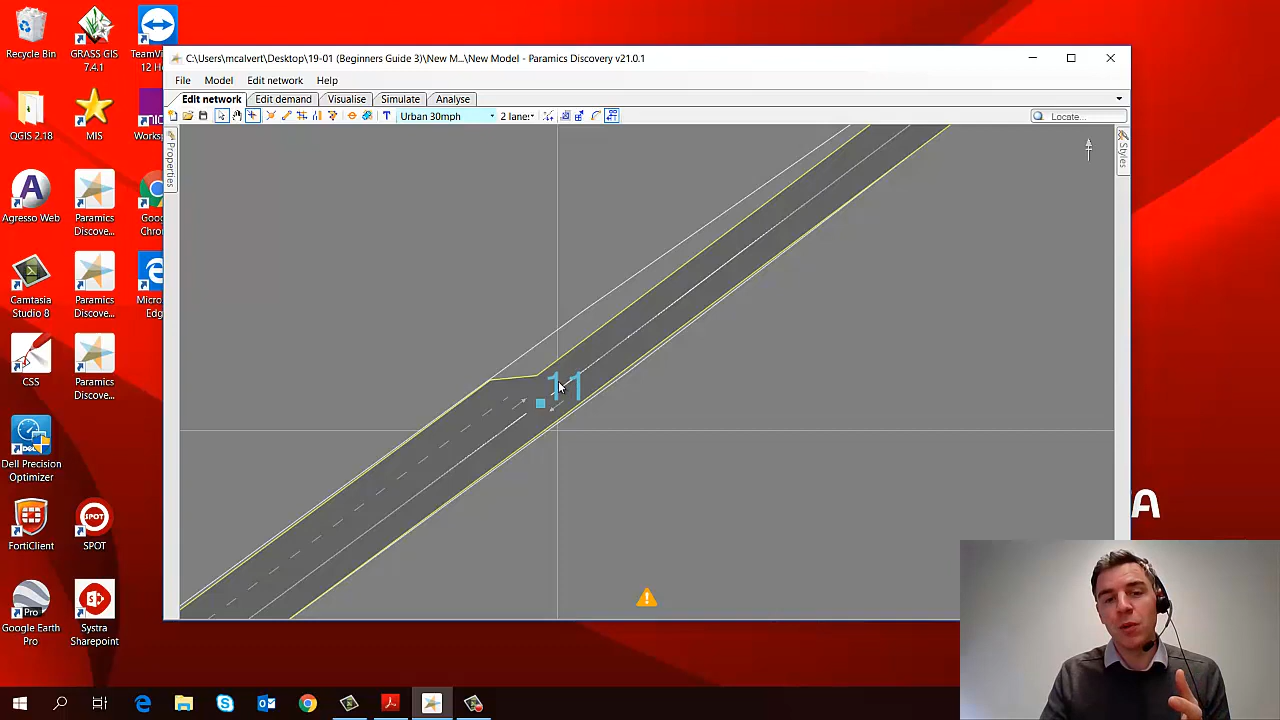 Recycle Bin
GRASS GIS
7.4.1
TeamVi
12 Ho
QGIS 2.18
MIS
Works
Agresso Web
Paramics
Discove...
Goo
Chro
Camtasia
Studio 8
Paramics
Discove...
Micro
Edg
CSS
Paramics
Discove...
Dell Precision
Optimizer
FortiClient
SPOT
Google Earth
Pro
Systra
Sharepoint
C:\Users\mcalvert\Desktop\19-01 (Beginners Guide 3)\New M...\New Model - Paramics Discovery v21.0.1
File Model Edit network Help
Edit network Edit demand Visualise Simulate Analyse
Urban 30mph 2 lane:
Locate...
Properties
Styles
11